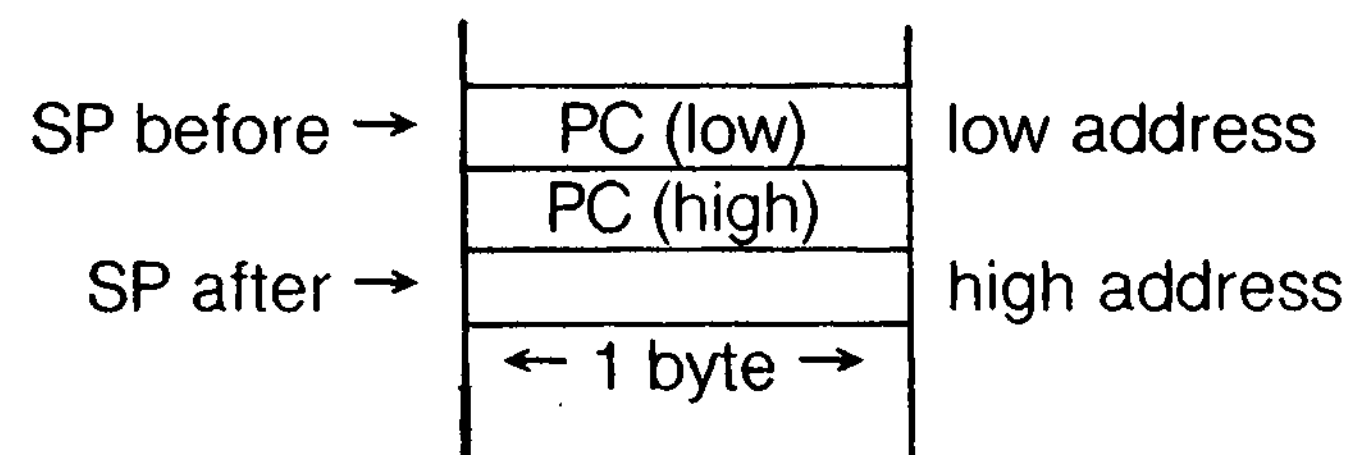 SP before → PC (low) low address
PC (high)
SP after → high address
← 1 byte →